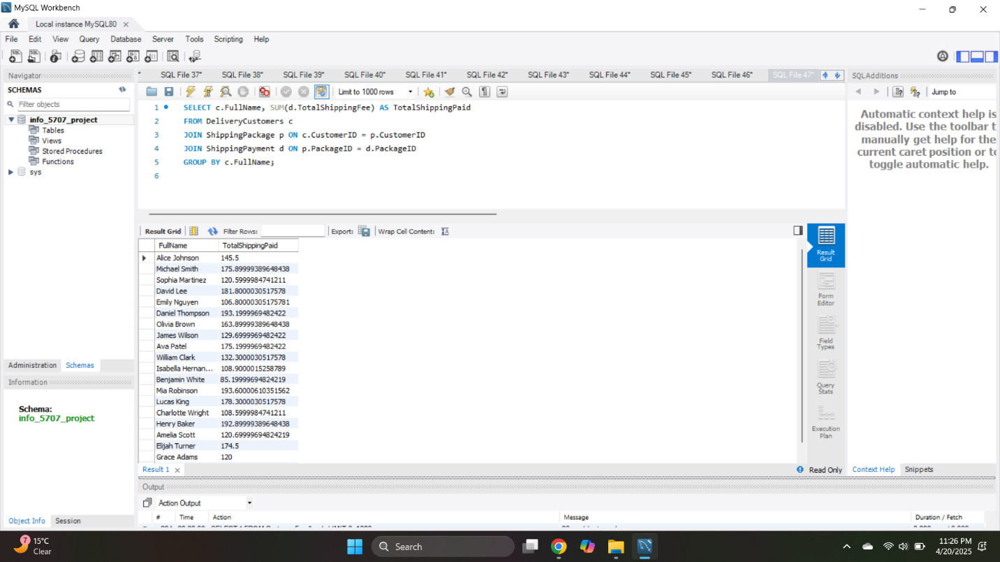 MySQL Workbench
Local instance MySQL80
File Edit View Query Database Server Tools Scripting Help
Navigator
SCHEMAS
Filter objects
info_5707_project
Tables
Views
Stored Procedures
Functions
sys
Administration Schemas
Information
Schema:
info_5707_project
Object Info Session
* SQL File 37* SQL File 38* SQL File 39* SQL File 40* SQL File 41* SQL File 42* SQL File 43* SQL File 44* SQL File 45* SQL File 46* SQL File 47*
Limit to 1000 rows
1 SELECT c.FullName, SUM(d.TotalShippingFee) AS TotalShippingPaid
2 FROM DeliveryCustomers c
3 JOIN ShippingPackage p ON c.CustomerID = p.CustomerID
4 JOIN ShippingPayment d ON p.PackageID = d.PackageID
5 GROUP BY c.FullName;
6
Result Grid Filter Rows: Export: Wrap Cell Content:
FullName TotalShippingPaid
Alice Johnson 145.5
Michael Smith 175.89999389648438
Sophia Martinez 120.5999984741211
David Lee 181.8000030517578
Emily Nguyen 106.80000305175781
Daniel Thompson 193.1999969482422
Olivia Brown 163.89999389648438
James Wilson 129.6999969482422
Ava Patel 175.1999969482422
William Clark 132.3000030517578
Isabella Hernan... 108.9000015258789
Benjamin White 85.19999694824219
Mia Robinson 193.60000610351562
Lucas King 178.3000030517578
Charlotte Wright 108.5999984741211
Henry Baker 192.89999389648438
Amelia Scott 120.69999694824219
Elijah Turner 174.5
Grace Adams 120
Result Grid
Form Editor
Field Types
Query Stats
Execution Plan
Result 1
Read Only
SQLAdditions
Jump to
Automatic context help is
disabled. Use the toolbar t
manually get help for the
current caret position or to
toggle automatic help.
Context Help Snippets
Output
Action Output
# Time Action Message Duration / Fetch
7
15°C
Clear
Search
11:26 PM
4/20/2025